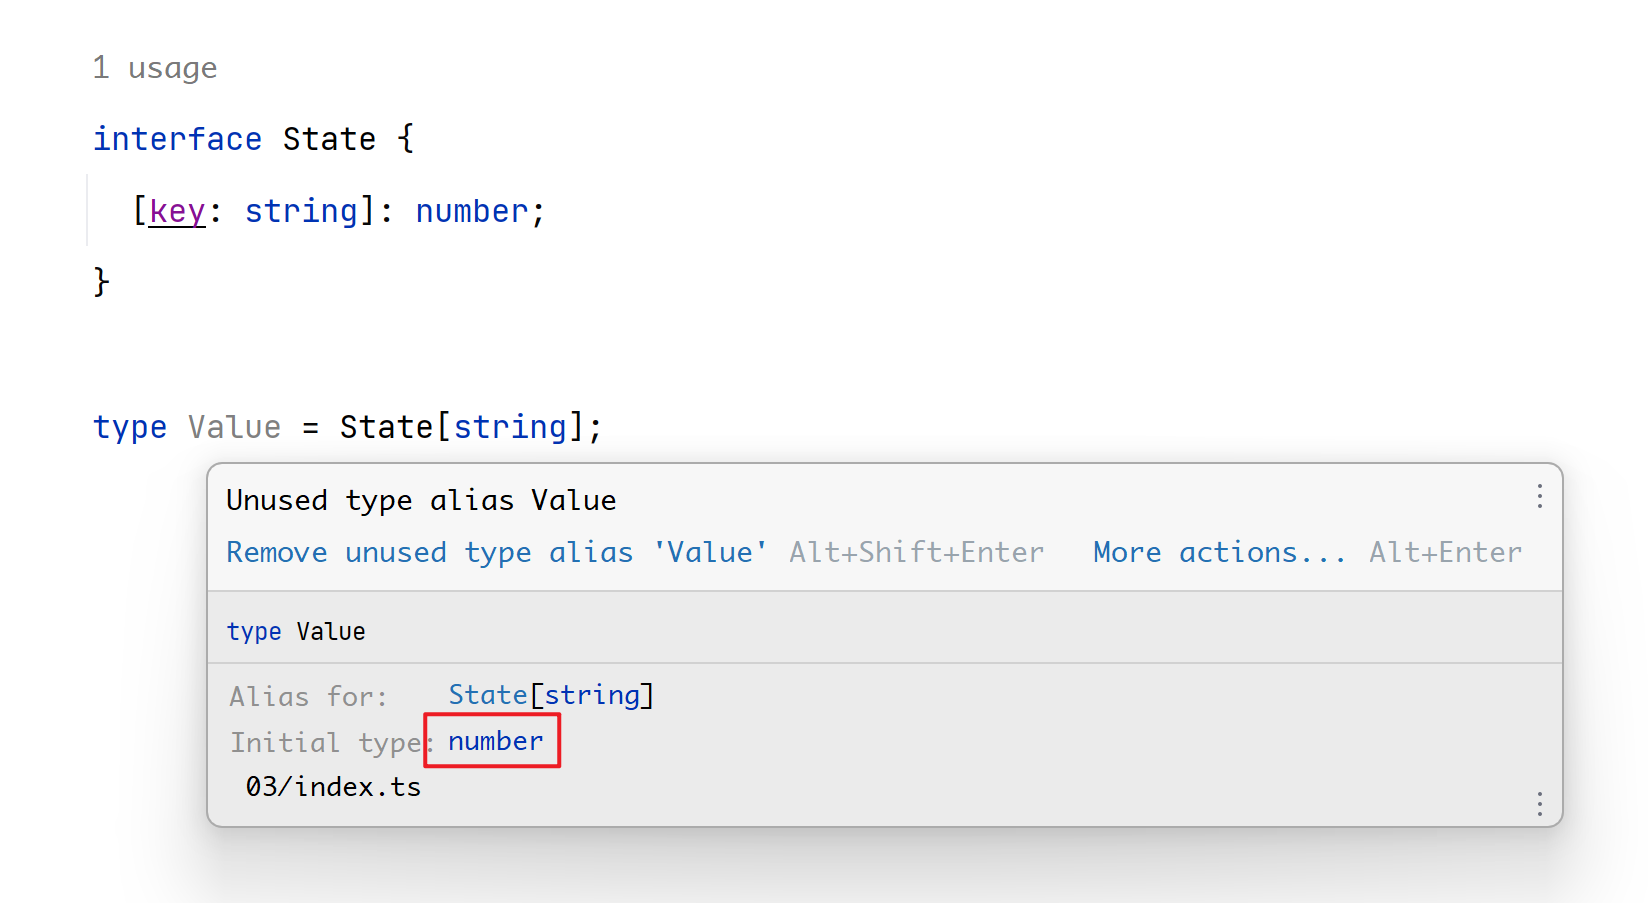 1 usage
interface State {
[key: string]: number;
}
type Value = State[string];
Unused type alias Value
Remove unused type alias 'Value' Alt+Shift+Enter More actions... Alt+Enter
type Value
Alias for: State[string]
Initial type: number
03/index.ts